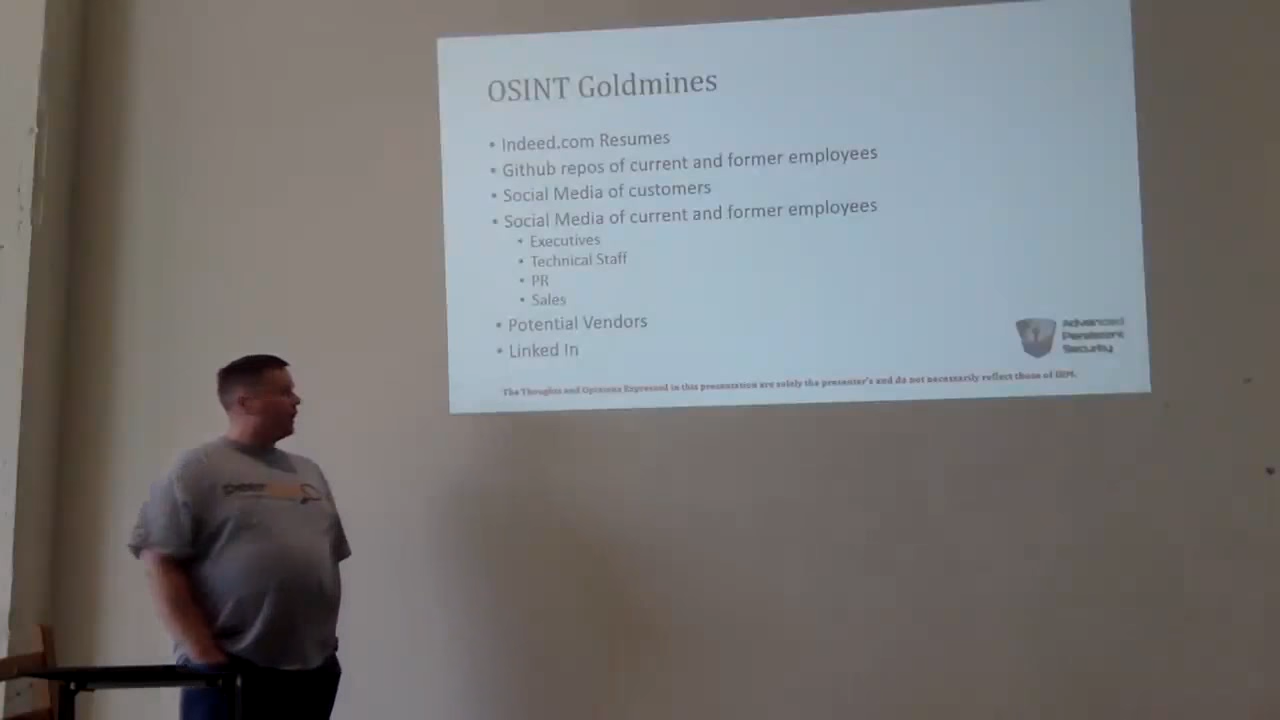 OSINT Goldmines
• Indeed.com Resumes
• Github repos of current and former employees
• Social Media of customers
• Social Media of current and former employees
• Executives
• Technical Staff
• PR
• Sales
• Potential Vendors
• Linked In
Advanced
Persistent
Security
The Thoughts and Opinions Expressed in this presentation are solely the presenter's and do not necessarily reflect those of IBM.